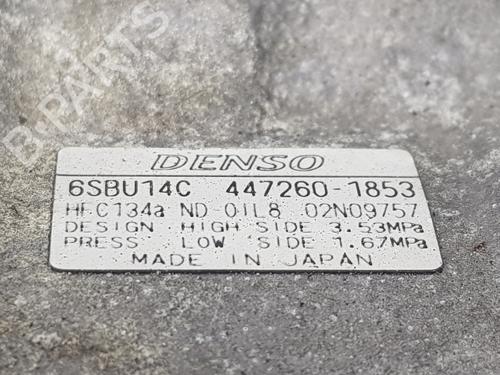 B-PARTS
DENSO
6SBU14C 447260-1853
HFC134a ND-OIL8 02N09757
DESIGN HIGH SIDE 3.53MPa
PRESS LOW SIDE 1.67MPa
MADE IN JAPAN